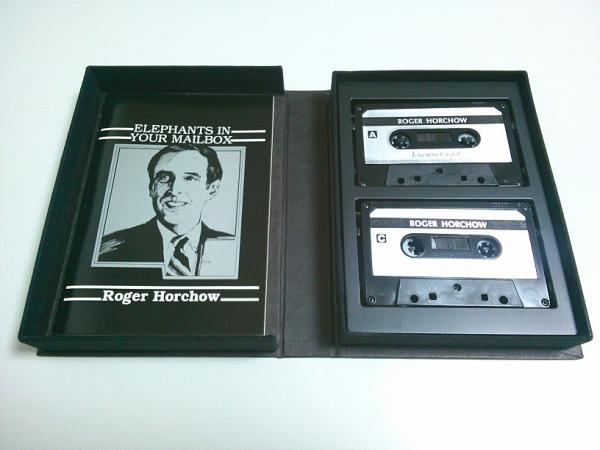 ELEPHANTS IN
YOUR MAILBOX
Roger Horchow
ROGER HORCHOW
A
ROGER HORCHOW
C